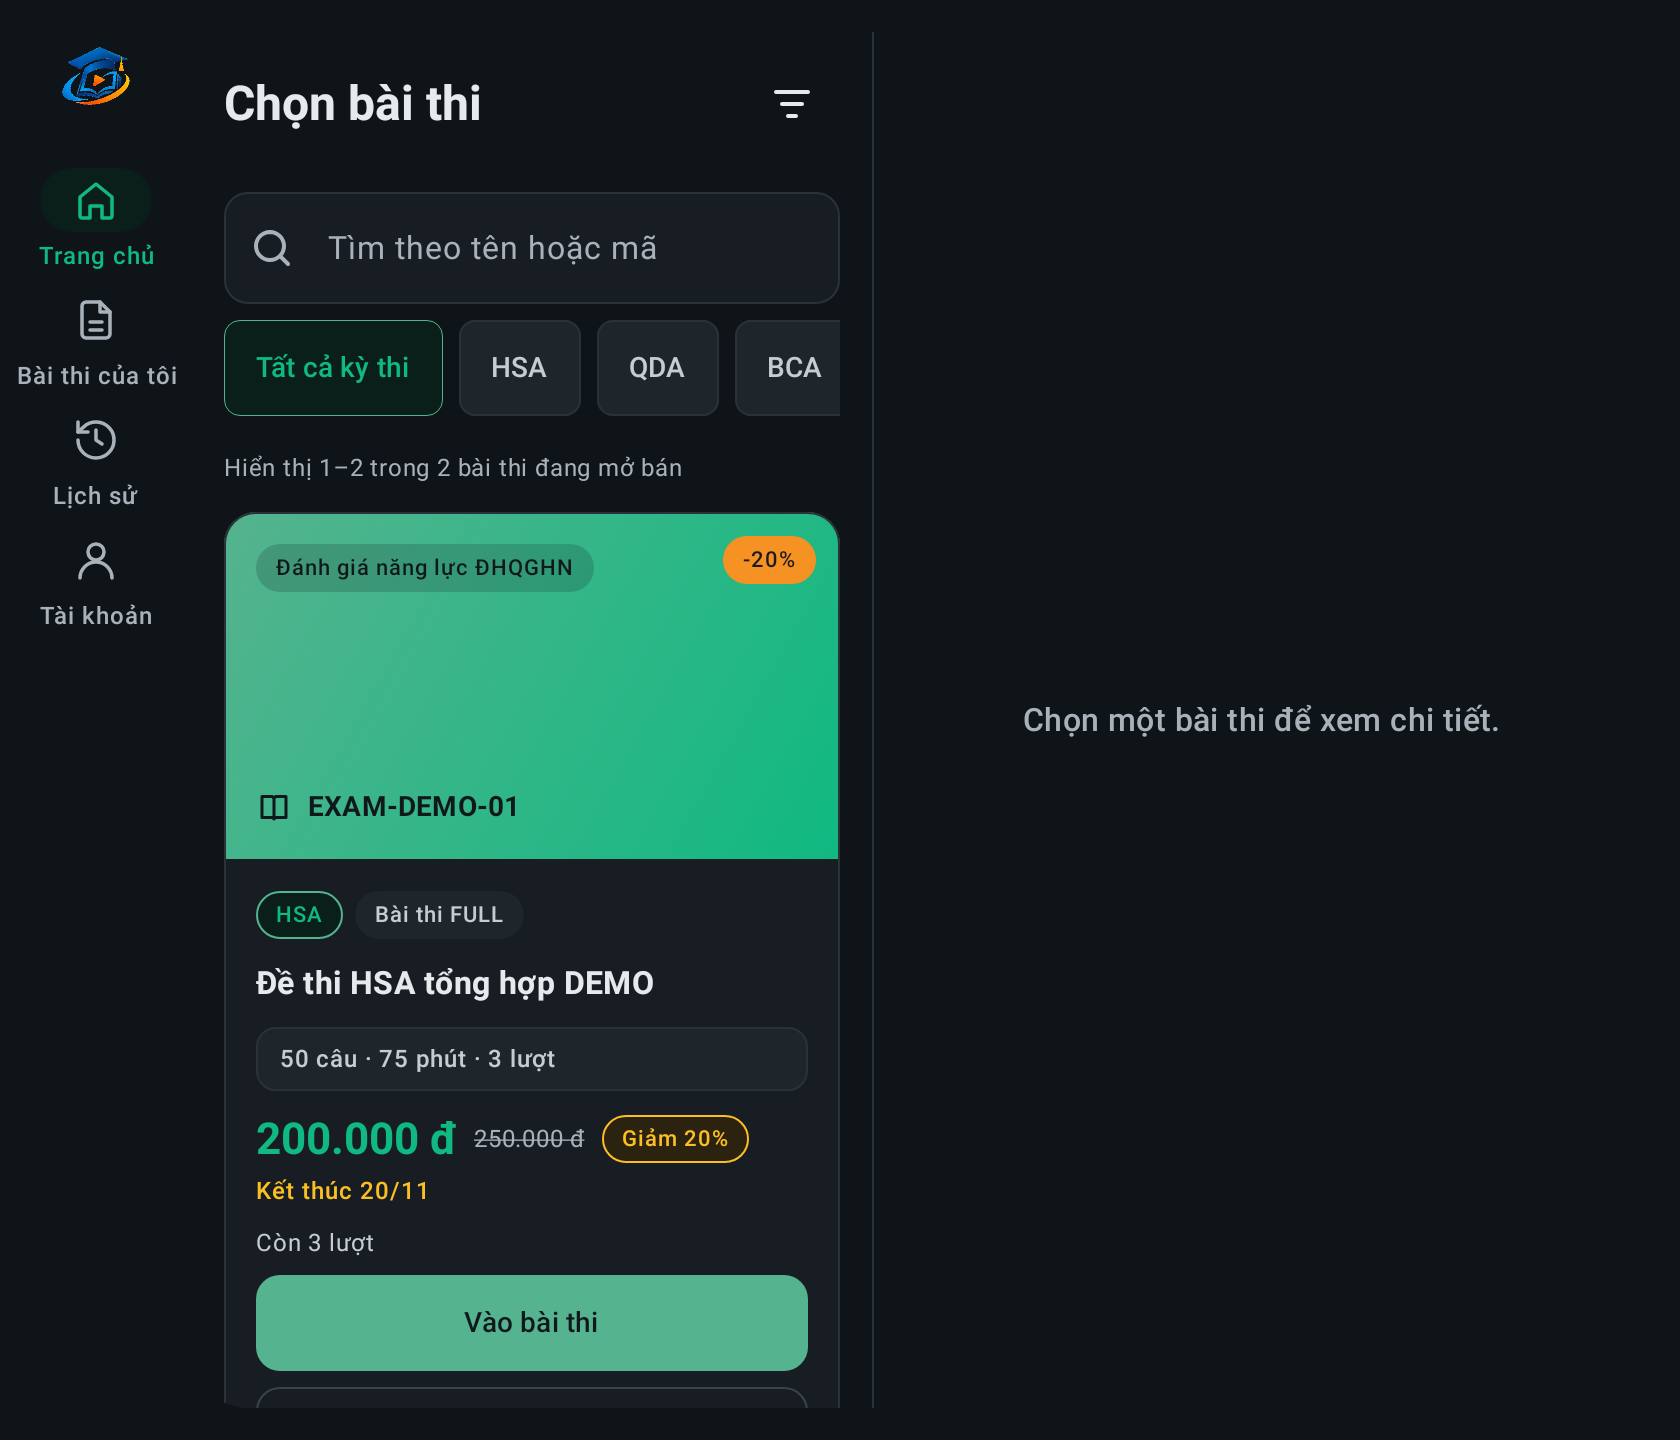 Chọn bài thi
Trang chủ
Bài thi của tôi
Lịch sử
Tài khoản
Tìm theo tên hoặc mã
Tất cả kỳ thi
HSA
QDA
BCA
Hiển thị 1–2 trong 2 bài thi đang mở bán
Đánh giá năng lực ĐHQGHN
-20%
EXAM-DEMO-01
HSA
Bài thi FULL
Đề thi HSA tổng hợp DEMO
50 câu · 75 phút · 3 lượt
200.000 đ 250.000 đ Giảm 20%
Kết thúc 20/11
Còn 3 lượt
Vào bài thi
Chọn một bài thi để xem chi tiết.